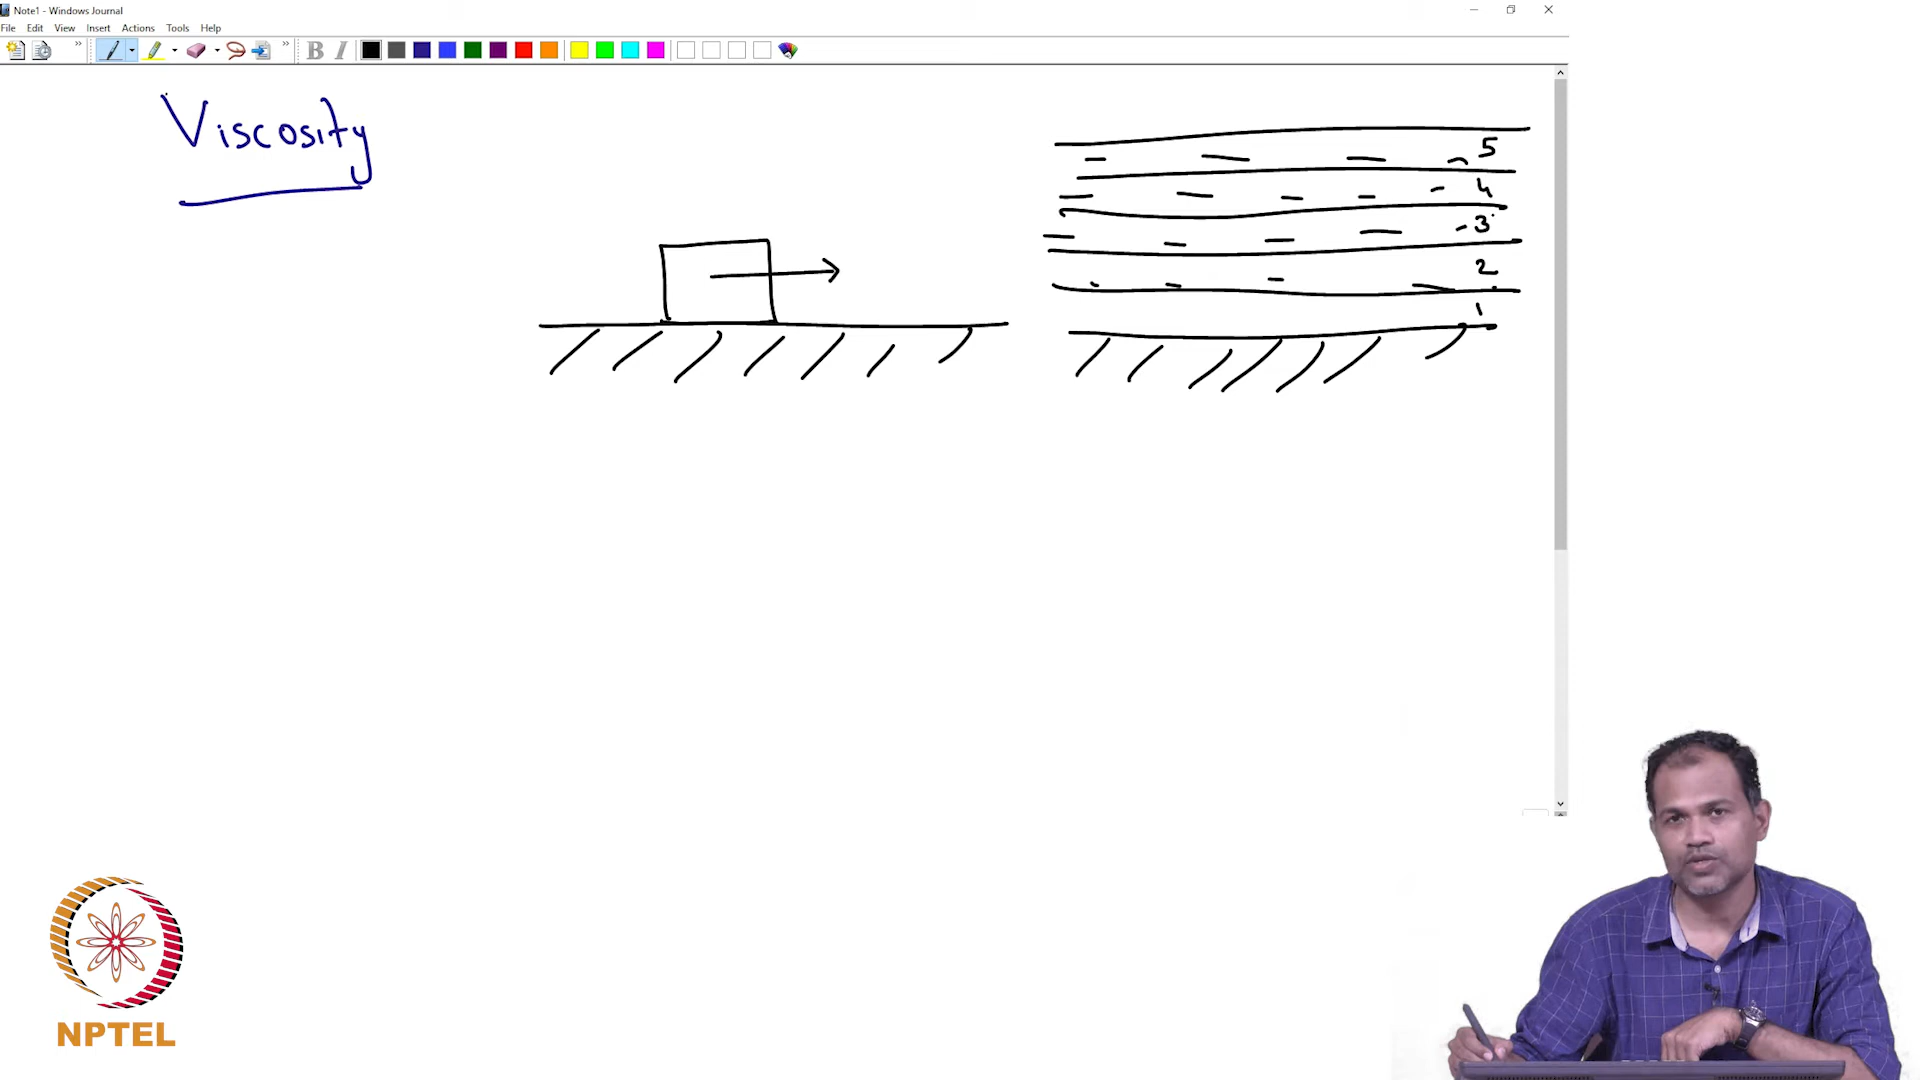 Note1 - Windows Journal
File Edit View Insert Actions Tools Help
B I
Viscosity
5
4
3
2
1
NPTEL